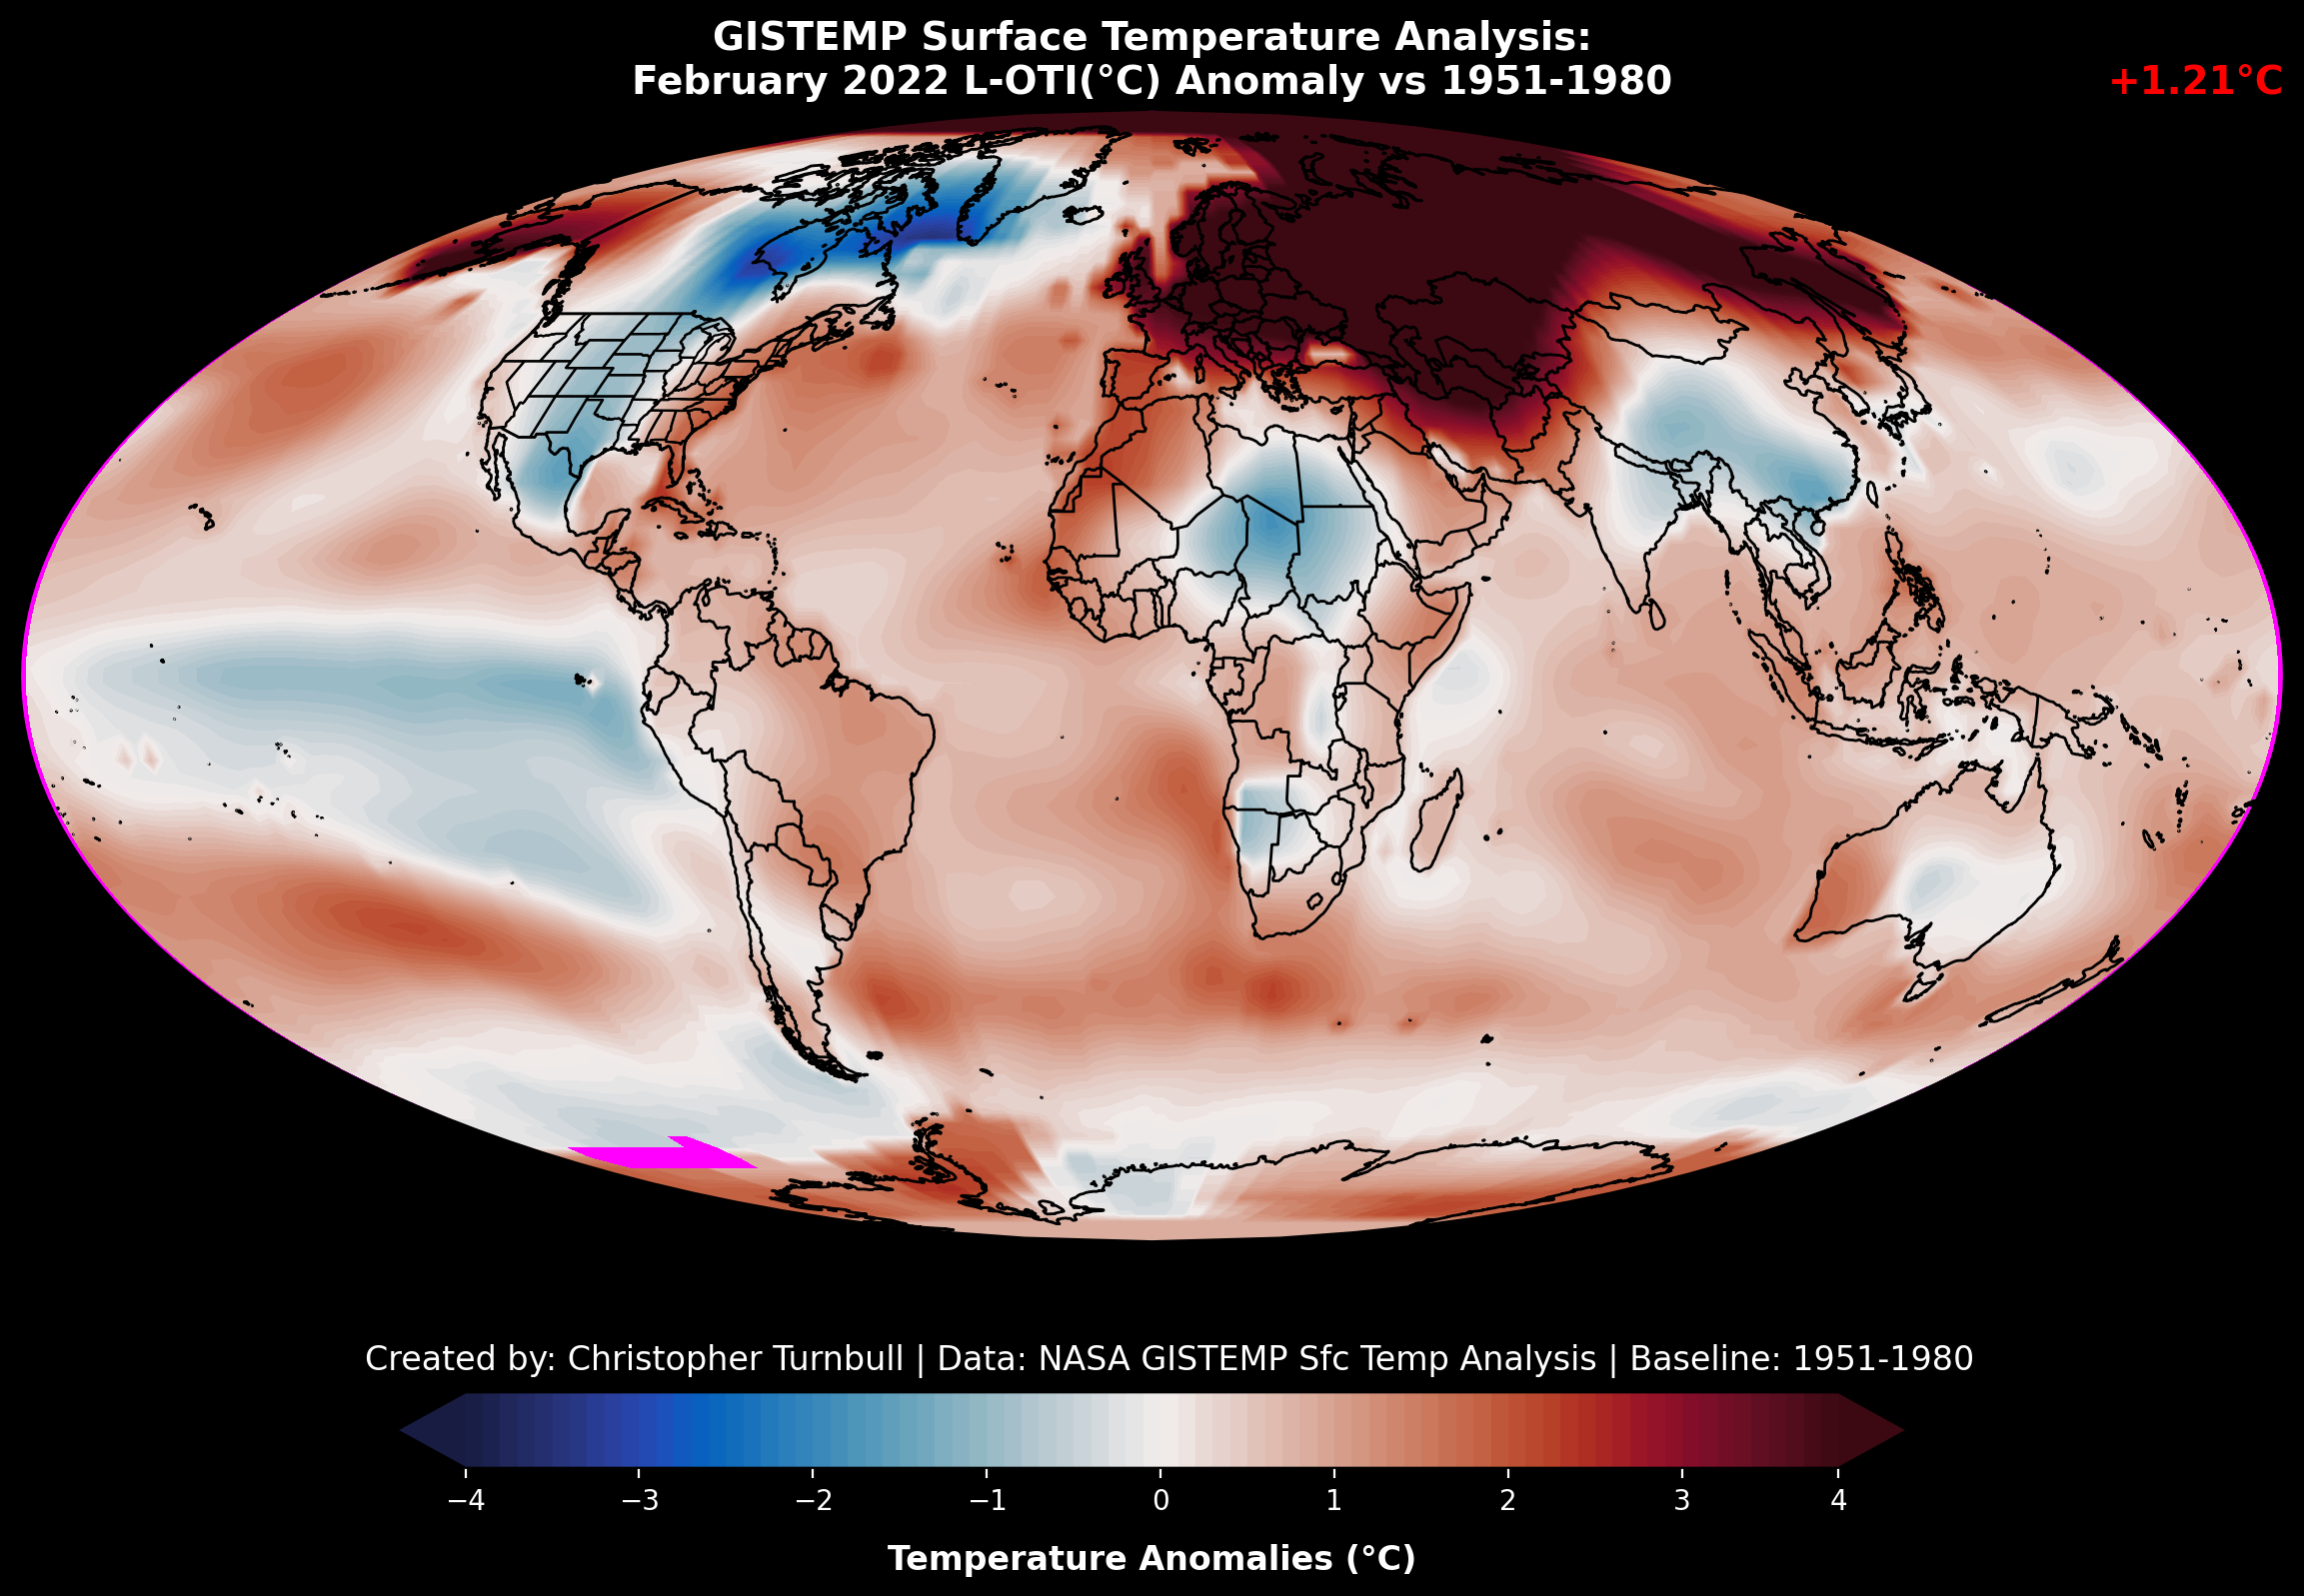 GISTEMP Surface Temperature Analysis:
February 2022 L-OTI(°C) Anomaly vs 1951-1980
+1.21°C
Created by: Christopher Turnbull | Data: NASA GISTEMP Sfc Temp Analysis | Baseline: 1951-1980
−4 −3 −2 −1 0 1 2 3 4
Temperature Anomalies (°C)